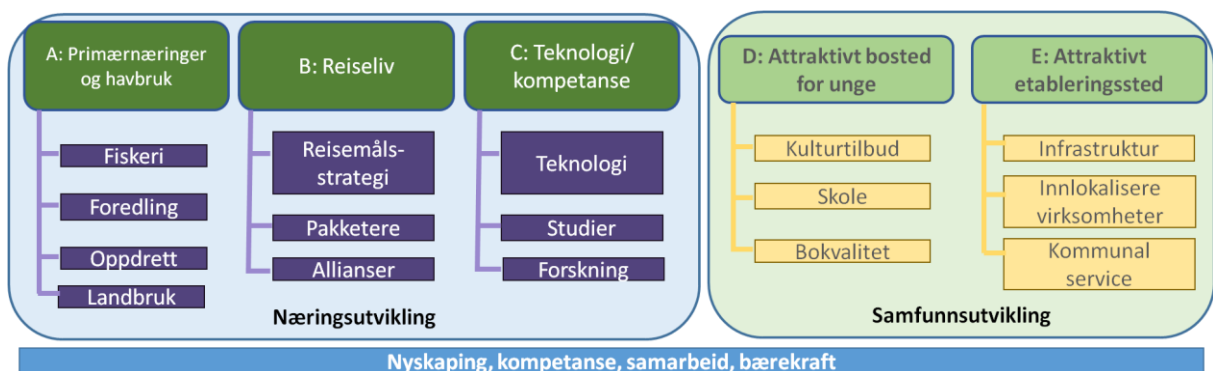 A: Primærnæringer
og havbruk
Fiskeri
Foredling
Oppdrett
Landbruk
B: Reiseliv
Reisemåls-
strategi
Pakketere
Allianser
C: Teknologi/
kompetanse
Teknologi
Studier
Forskning
Næringsutvikling
D: Attraktivt bosted
for unge
Kulturtilbud
Skole
Bokvalitet
E: Attraktivt
etableringssted
Infrastruktur
Innlokalisere
virksomheter
Kommunal
service
Samfunnsutvikling
Nyskaping, kompetanse, samarbeid, bærekraft